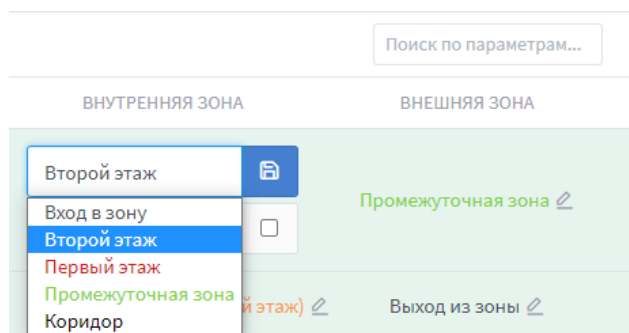 Поиск по параметрам...
ВНУТРЕННЯЯ ЗОНА ВНЕШНЯЯ ЗОНА
Второй этаж
Промежуточная зона
Вход в зону
Второй этаж
Первый этаж
Промежуточная зона
этаж) Выход из зоны
Коридор